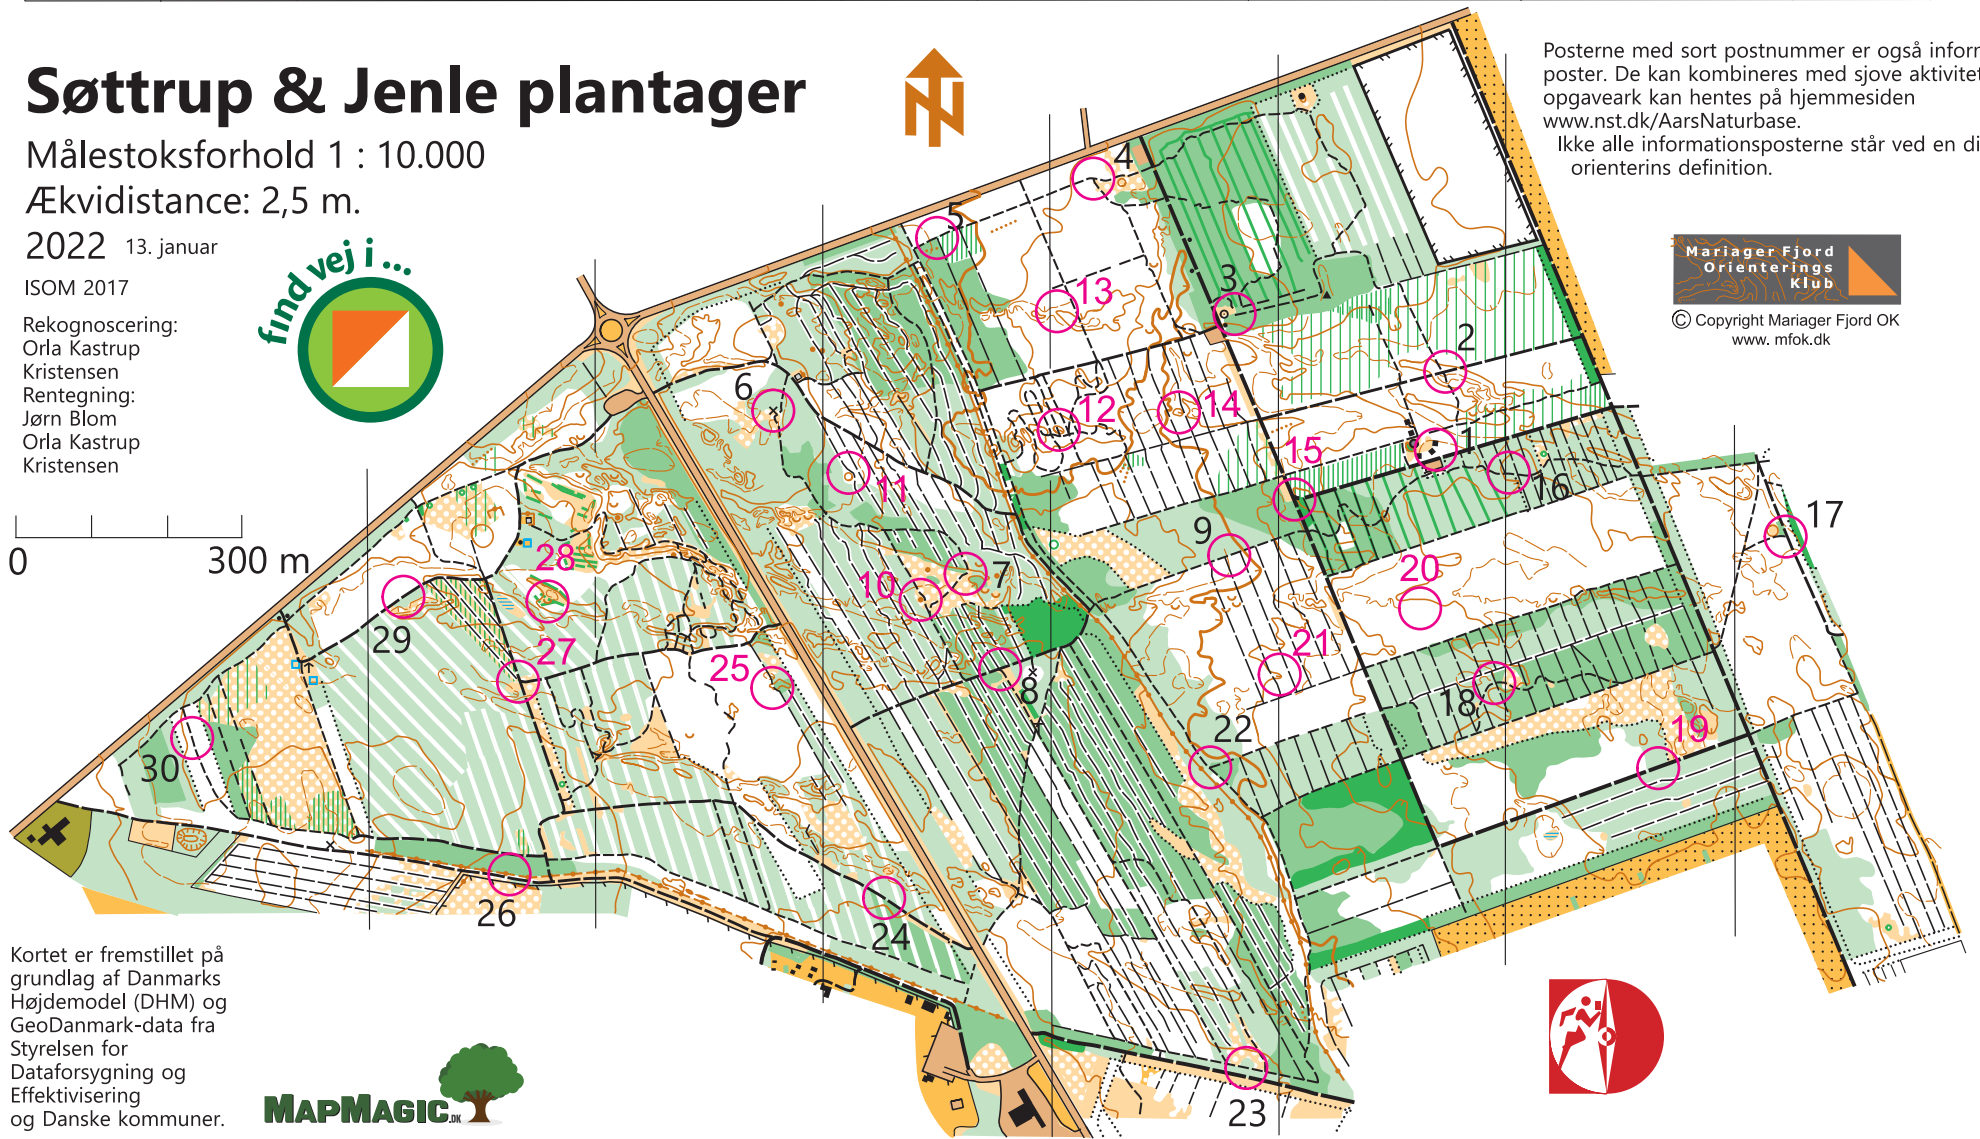 Søttrup & Jenle plantager
Målestoksforhold 1 : 10.000
Ækvidistance: 2,5 m.
2022 13. januar
ISOM 2017
Rekognoscering:
Orla Kastrup
Kristensen
Rentegning:
Jørn Blom
Orla Kastrup
Kristensen
find vej i ...
N
0 300 m
Posterne med sort postnummer er også inform
poster. De kan kombineres med sjove aktivitet
opgaveark kan hentes på hjemmesiden
www.nst.dk/AarsNaturbase.
Ikke alle informationsposterne står ved en di
orienterins definition.
Mariager Fjord
Orienterings
Klub
© Copyright Mariager Fjord OK
www. mfok.dk
4
5
3
13
2
6
12
14
1
15
11
16
17
9
28
10
7
20
29
27
25
8
21
18
22
19
30
26
24
23
Kortet er fremstillet på
grundlag af Danmarks
Højdemodel (DHM) og
GeoDanmark-data fra
Styrelsen for
Dataforsygning og
Effektivisering
og Danske kommuner.
MAPMAGIC.DK